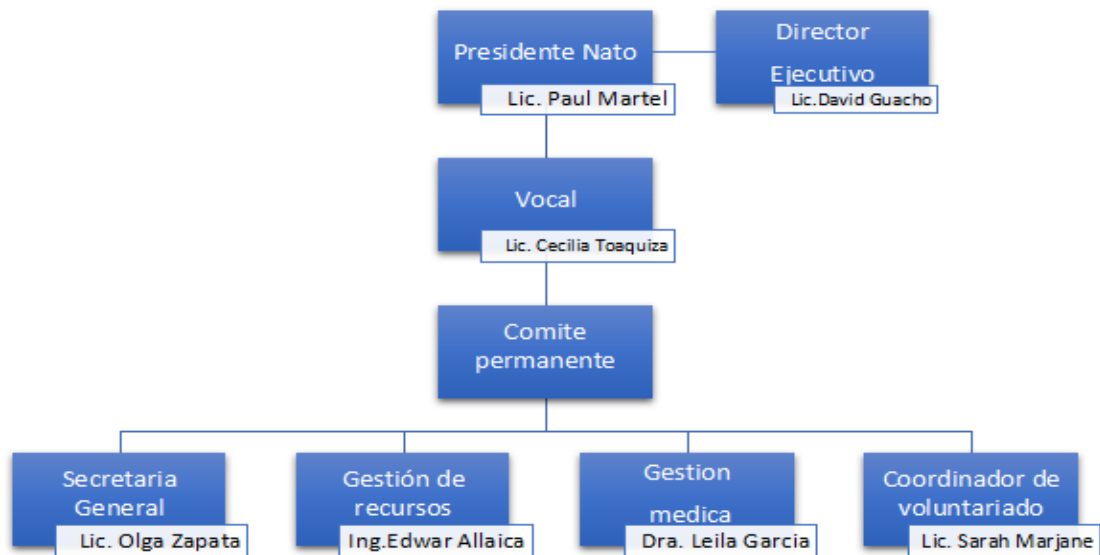 Presidente Nato
Lic. Paul Martel
Director
Ejecutivo
Lic.David Guacho
Vocal
Lic. Cecilia Toaquiza
Comite
permanente
Secretaria
General
Lic. Olga Zapata
Gestión de
recursos
Ing.Edwar Allaica
Gestion
medica
Dra. Leila Garcia
Coordinador de
voluntariado
Lic. Sarah Marjane